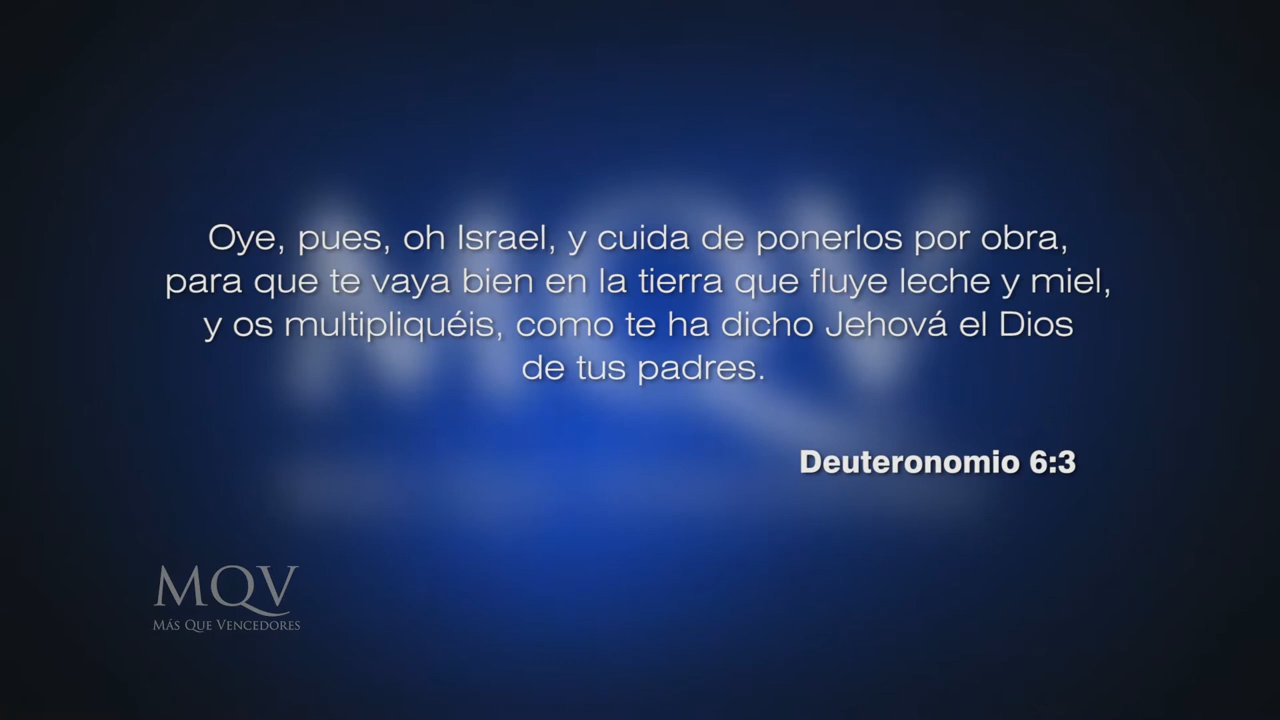 Oye, pues, oh Israel, y cuida de ponerlos por obra,
para que te vaya bien en la tierra que fluye leche y miel,
y os multipliquéis, como te ha dicho Jehová el Dios
de tus padres.
Deuteronomio 6:3
MQV
MÁS QUE VENCEDORES